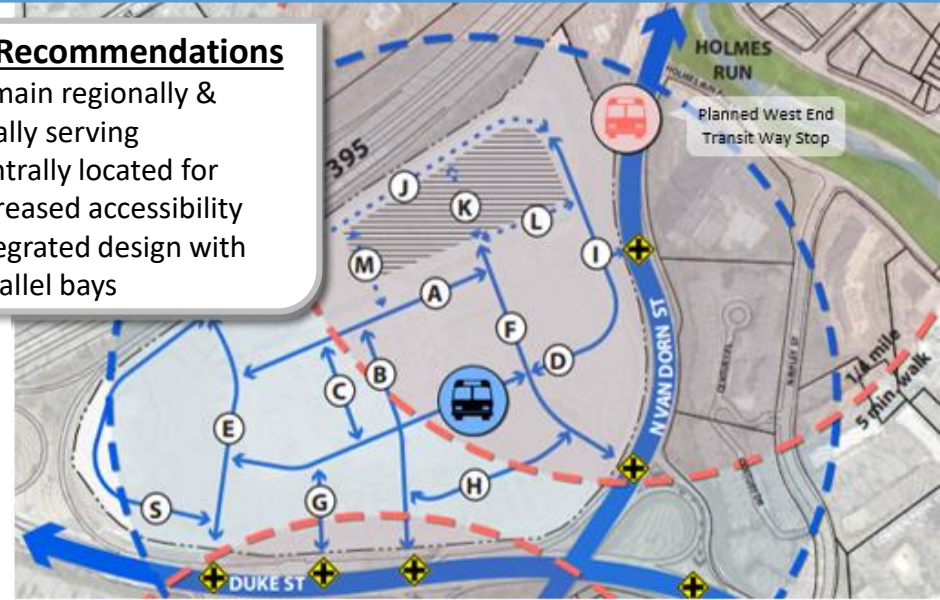 Recommendations
main regionally &
ally serving
ntrally located for
reased accessibility
egrated design with
allel bays
HOLMES
RUN
Planned West End
Transit Way Stop
395
J
K
L
M
I
A
F
B
C
D
E
G
H
S
N VAN DORN ST
1/4 mile
5 min. walk
DUKE ST